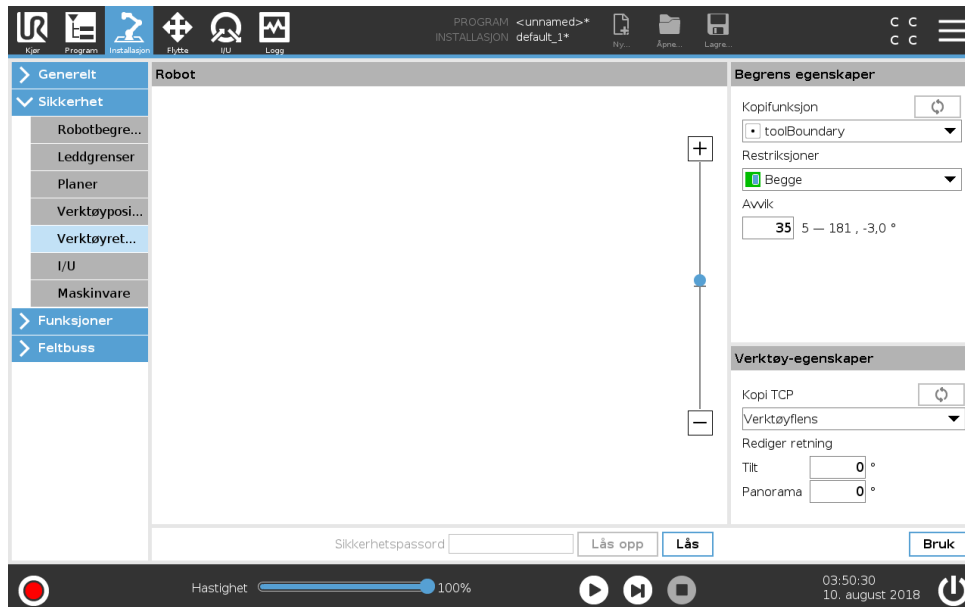 PROGRAM <unnamed>*
INSTALLASJON default_1*
Kjør Program Installasjon Flytte I/U Logg
Ny... Åpne... Lagre...
C C
C C
Generelt
Sikkerhet
Robotbegre...
Leddgrenser
Planer
Verktøyposi...
Verktøyret...
I/U
Maskinvare
Funksjoner
Feltbuss
Robot
Begrens egenskaper
Kopifunksjon
toolBoundary
Restriksjoner
Begge
Avvik
35 5 — 181 , -3,0 °
Verktøy-egenskaper
Kopi TCP
Verktøyflens
Rediger retning
Tilt 0 °
Panorama 0 °
Sikkerhetspassord Lås opp Lås
Bruk
Hastighet 100%
03:50:30
10. august 2018